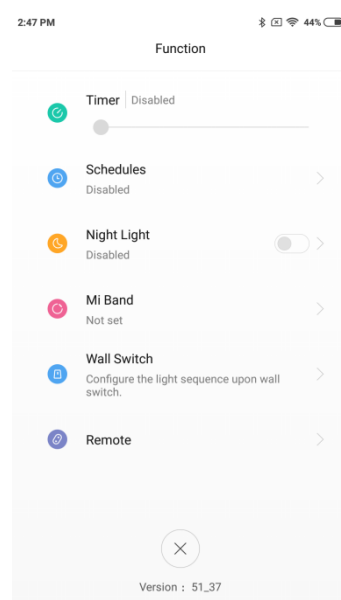 2:47 PM 44%
Function
Timer Disabled
Schedules
Disabled
Night Light
Disabled
Mi Band
Not set
Wall Switch
Configure the light sequence upon wall
switch.
Remote
Version : 51_37